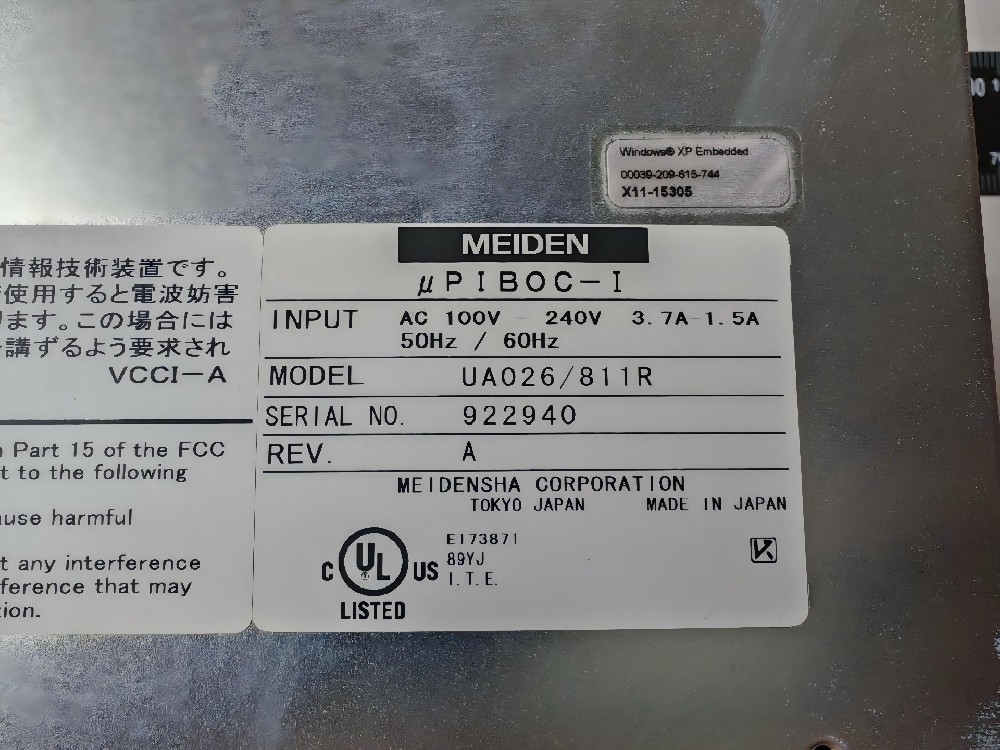 Windows® XP Embedded
00039-209-615-744
X11-15305
情報技術装置です。
使用すると電波妨害
ます。この場合には
講ずるよう要求され
VCCI-A
Part 15 of the FCC
t to the following
ause harmful
t any interference
ference that may
tion.
MEIDEN
μPIBOC-I
INPUT AC 100V - 240V 3.7A-1.5A
50Hz / 60Hz
MODEL UA026/811R
SERIAL NO. 922940
REV. A
MEIDENSHA CORPORATION
TOKYO JAPAN MADE IN JAPAN
C UL ® US
LISTED
E173871
89YJ
I.T.E.